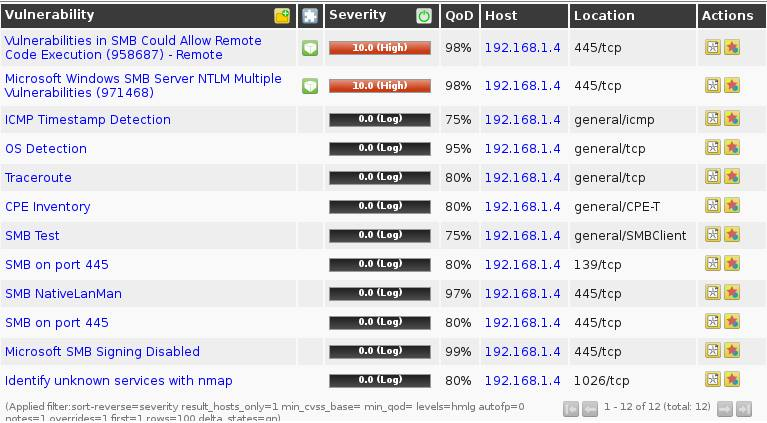 Vulnerability Severity QoD Host Location Actions
Vulnerabilities in SMB Could Allow Remote
Code Execution (958687) - Remote 10.0 (High) 98% 192.168.1.4 445/tcp
Microsoft Windows SMB Server NTLM Multiple
Vulnerabilities (971468) 10.0 (High) 98% 192.168.1.4 445/tcp
ICMP Timestamp Detection 0.0 (Log) 75% 192.168.1.4 general/icmp
OS Detection 0.0 (Log) 95% 192.168.1.4 general/tcp
Traceroute 0.0 (Log) 80% 192.168.1.4 general/tcp
CPE Inventory 0.0 (Log) 80% 192.168.1.4 general/CPE-T
SMB Test 0.0 (Log) 75% 192.168.1.4 general/SMBClient
SMB on port 445 0.0 (Log) 80% 192.168.1.4 139/tcp
SMB NativeLanMan 0.0 (Log) 97% 192.168.1.4 445/tcp
SMB on port 445 0.0 (Log) 80% 192.168.1.4 445/tcp
Microsoft SMB Signing Disabled 0.0 (Log) 99% 192.168.1.4 445/tcp
Identify unknown services with nmap 0.0 (Log) 80% 192.168.1.4 1026/tcp
(Applied filter:sort-reverse=severity result_hosts_only=1 min_cvss_base= min_qod= levels=hmlg autofp=0 1 - 12 of 12 (total: 12)
notes=1 overrides=1 first=1 rows=100 delta_states=gn)